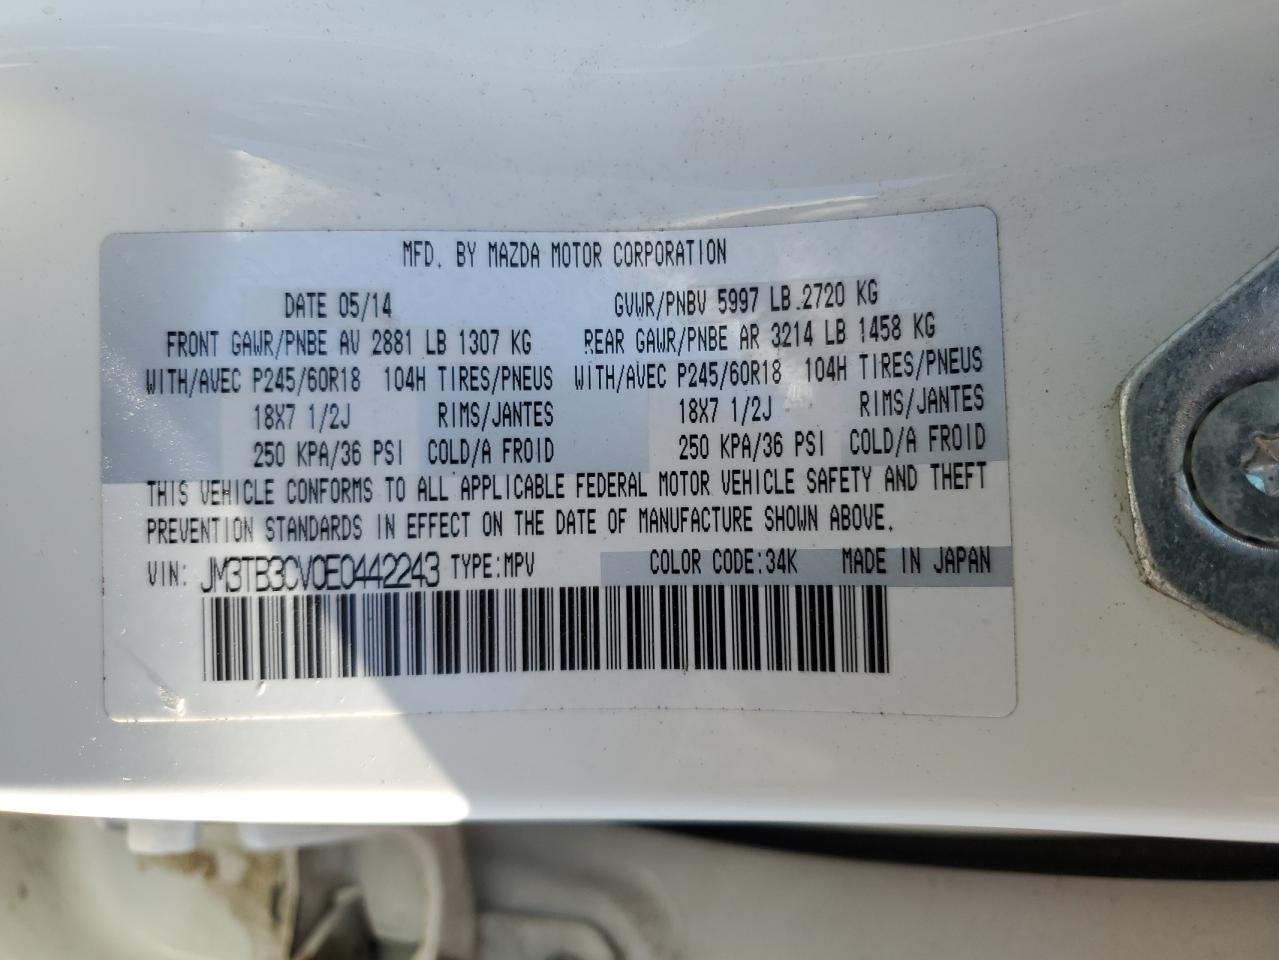 MFD. BY MAZDA MOTOR CORPORATION
DATE 05/14 GVWR/PNBV 5997 LB.2720 KG
FRONT GAWR/PNBE AV 2881 LB 1307 KG REAR GAWR/PNBE AR 3214 LB 1458 KG
WITH/AVEC P245/60R18 104H TIRES/PNEUS WITH/AVEC P245/60R18 104H TIRES/PNEUS
18X7 1/2J RIMS/JANTES 18X7 1/2J RIMS/JANTES
250 KPA/36 PSI COLD/A FROID 250 KPA/36 PSI COLD/A FROID
THIS VEHICLE CONFORMS TO ALL APPLICABLE FEDERAL MOTOR VEHICLE SAFETY AND THEFT
PREVENTION STANDARDS IN EFFECT ON THE DATE OF MANUFACTURE SHOWN ABOVE.
VIN: JM3TB3CV0E0442243 TYPE:MPV COLOR CODE:34K MADE IN JAPAN